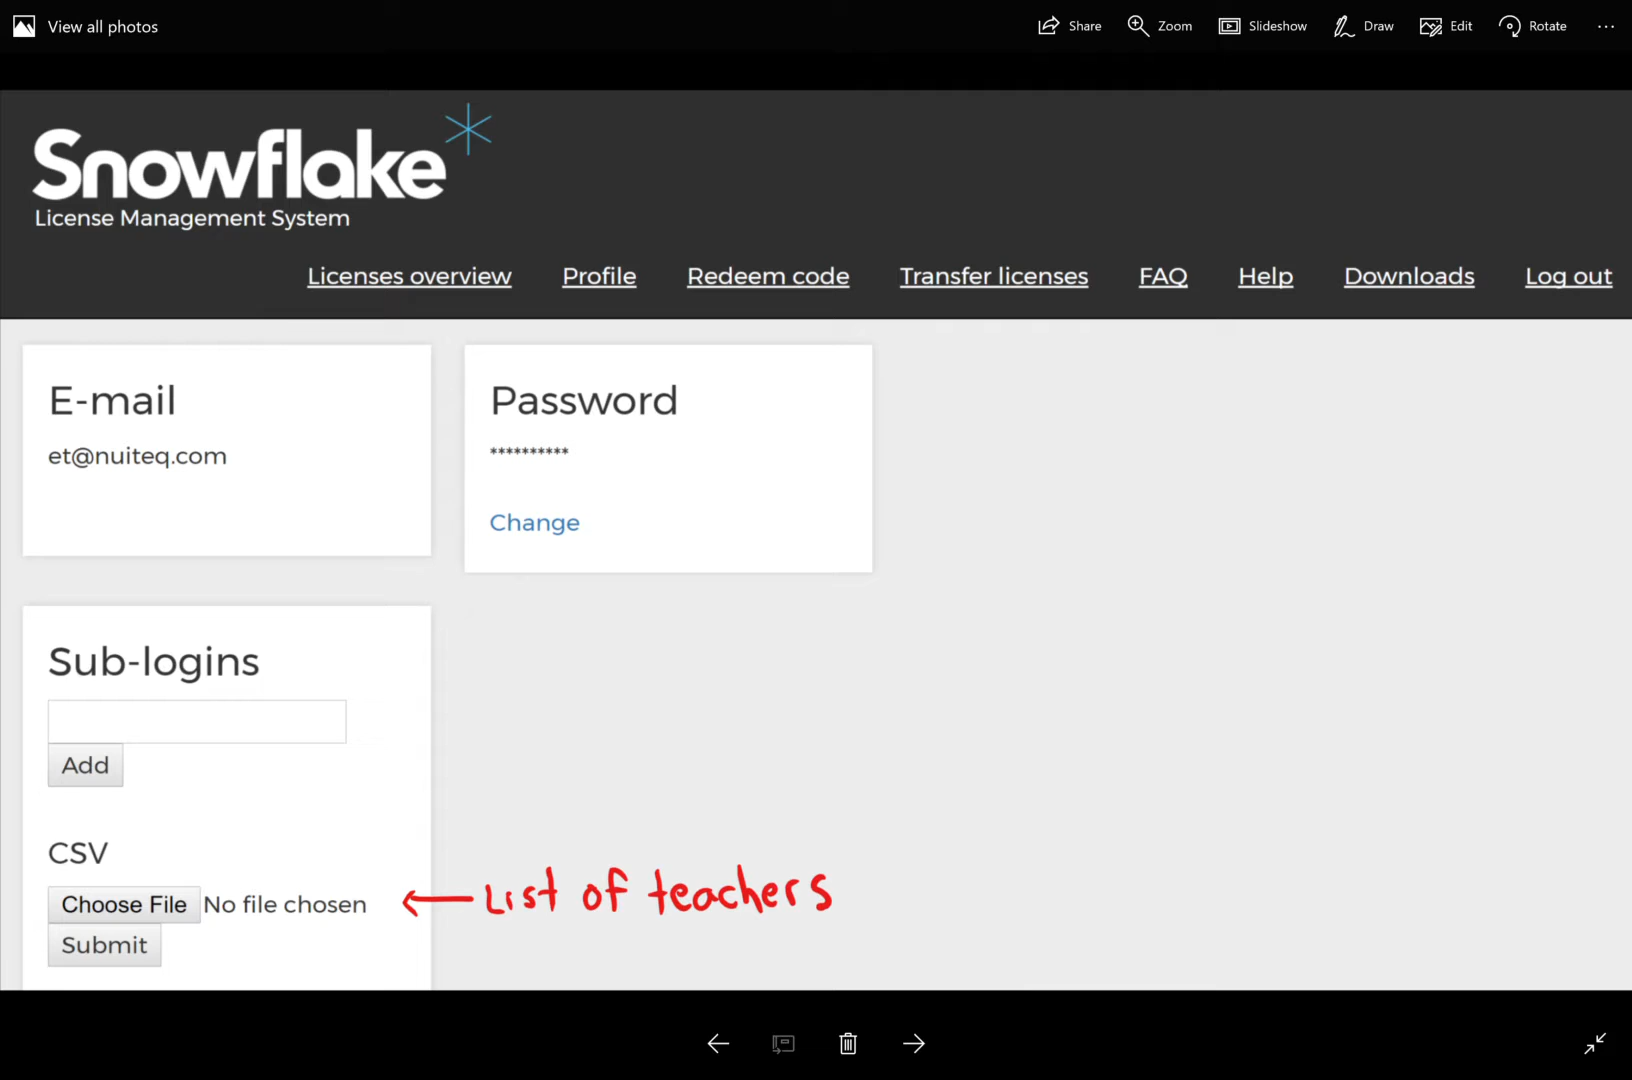 View all photos
Share
Zoom
Slideshow
Draw
Edit
Rotate
Snowflake
License Management System
Licenses overview
Profile
Redeem code
Transfer licenses
FAQ
Help
Downloads
Log out
E-mail
et@nuiteq.com
Password
**********
Change
Sub-logins
Add
CSV
Choose File No file chosen
List of teachers
Submit